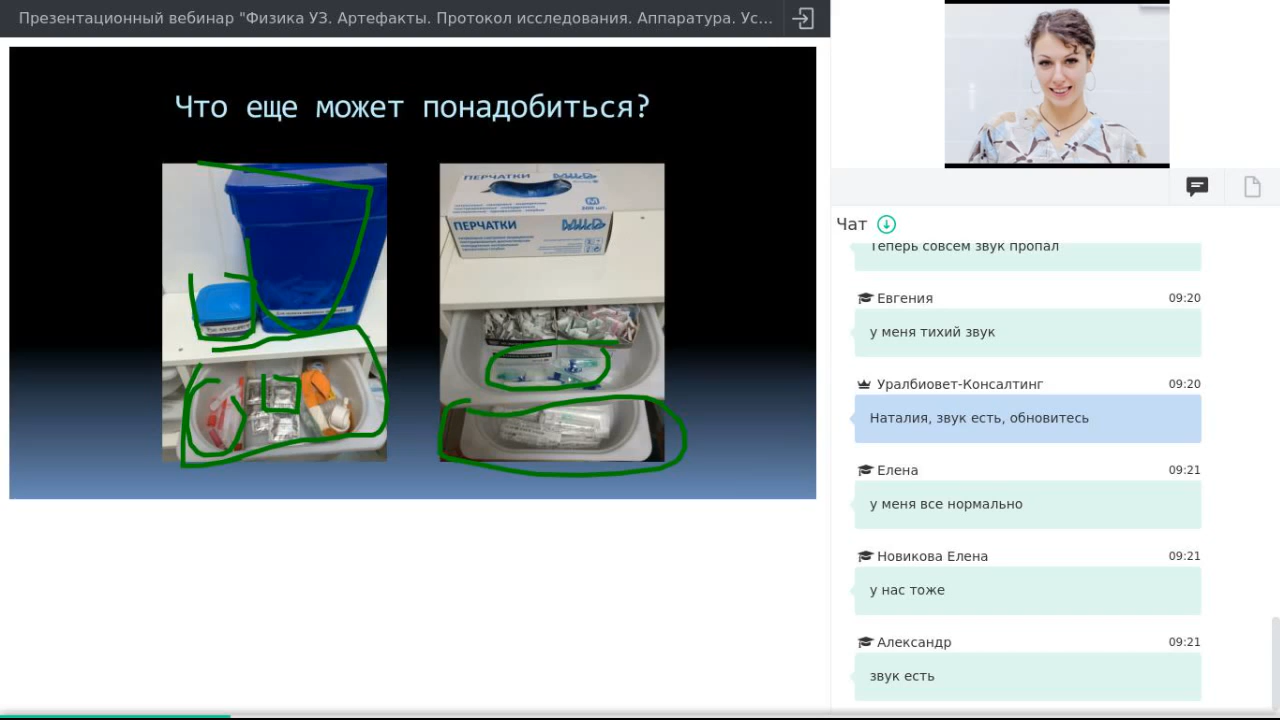 Презентационный вебинар "Физика УЗ. Артефакты. Протокол исследования. Аппаратура. Ус...
Что еще может понадобиться?
ПЕРЧАТКИ
ПЕРЧАТКИ
M
Чат
Теперь совсем звук пропал
Евгения 09:20
у меня тихий звук
Уралбиовет-Консалтинг 09:20
Наталия, звук есть, обновитесь
Елена 09:21
у меня все нормально
Новикова Елена 09:21
у нас тоже
Александр 09:21
звук есть